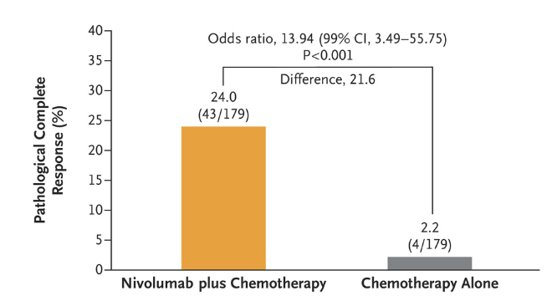 Pathological Complete
Response (%)
40
35
30
25
20
15
10
5
0
Odds ratio, 13.94 (99% CI, 3.49–55.75)
P<0.001
Difference, 21.6
24.0
(43/179)
2.2
(4/179)
Nivolumab plus Chemotherapy
Chemotherapy Alone